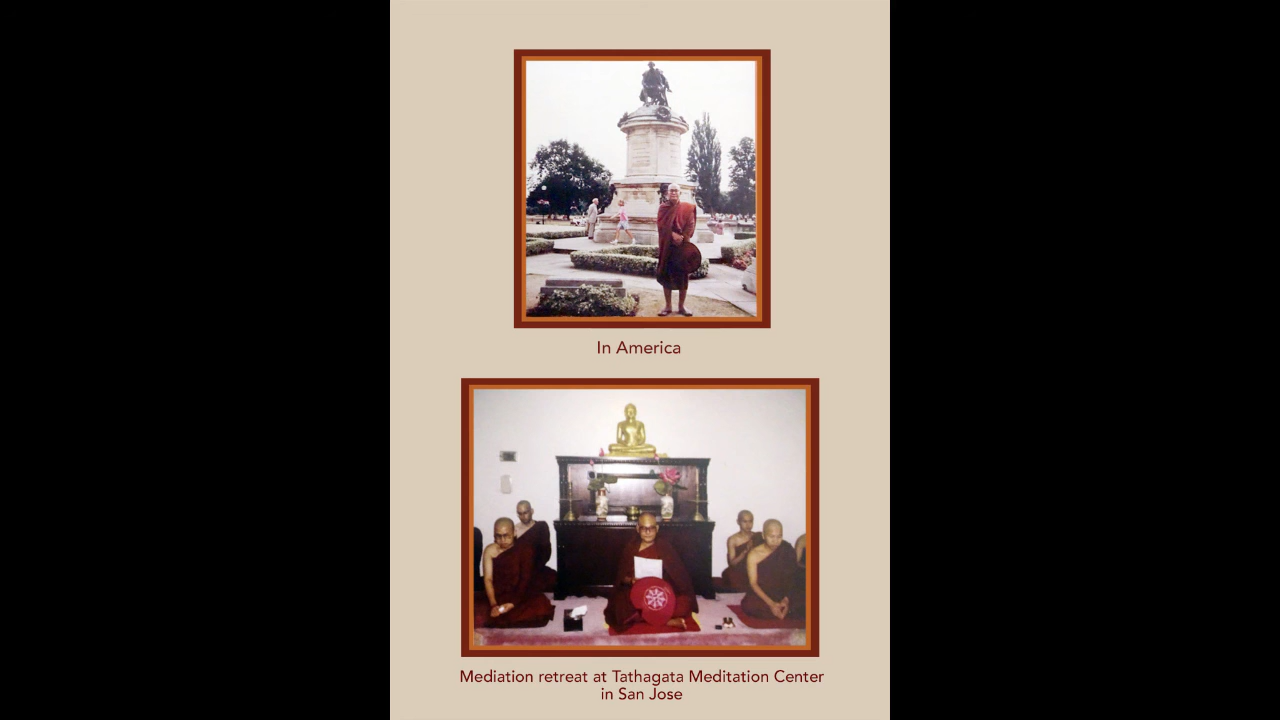 In America
Mediation retreat at Tathagata Meditation Center
in San Jose